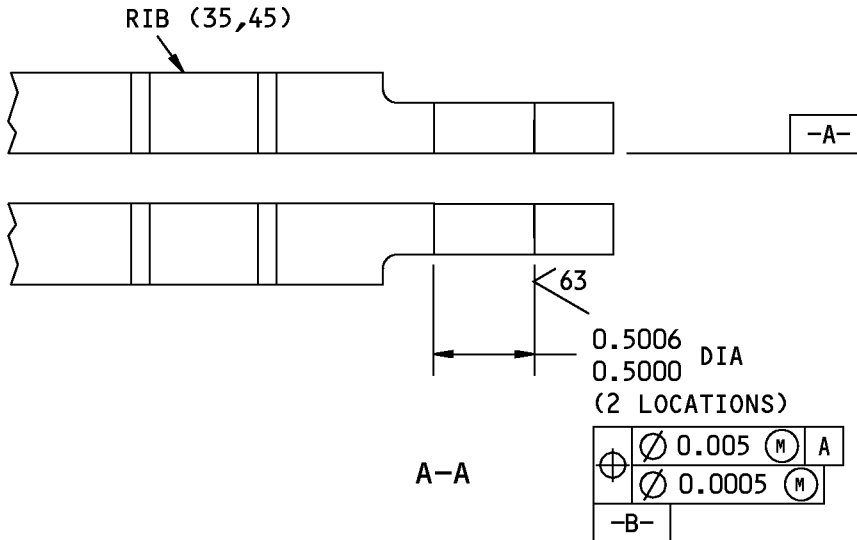 RIB (35,45)
-A-
63
0.5006
0.5000 DIA
(2 LOCATIONS)
⌖ ⌀ 0.005 Ⓜ A
⌀ 0.0005 Ⓜ
-B-
A-A